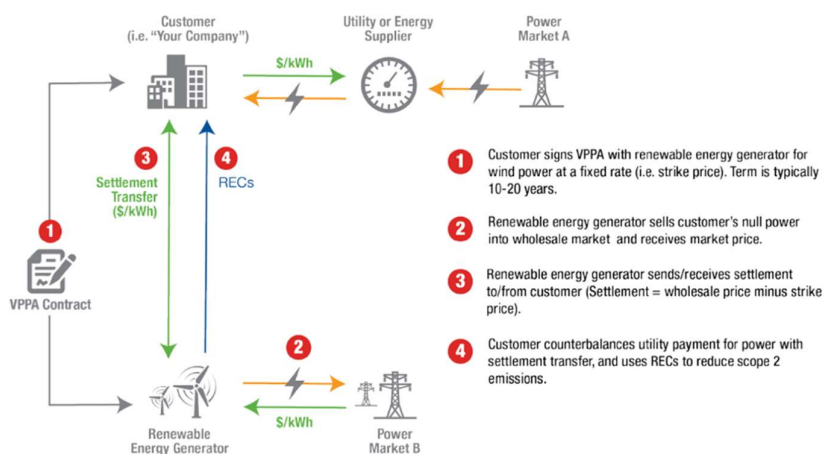 Customer
(i.e. "Your Company")
Utility or Energy
Supplier
Power
Market A
$/kWh
3
Settlement
Transfer
($/kWh)
4
RECs
1
VPPA Contract
2
$/kWh
Renewable
Energy Generator
Power
Market B
1
Customer signs VPPA with renewable energy generator for
wind power at a fixed rate (i.e. strike price). Term is typically
10-20 years.
2
Renewable energy generator sells customer's null power
into wholesale market and receives market price.
3
Renewable energy generator sends/receives settlement
to/from customer (Settlement = wholesale price minus strike
price).
4
Customer counterbalances utility payment for power with
settlement transfer, and uses RECs to reduce scope 2
emissions.